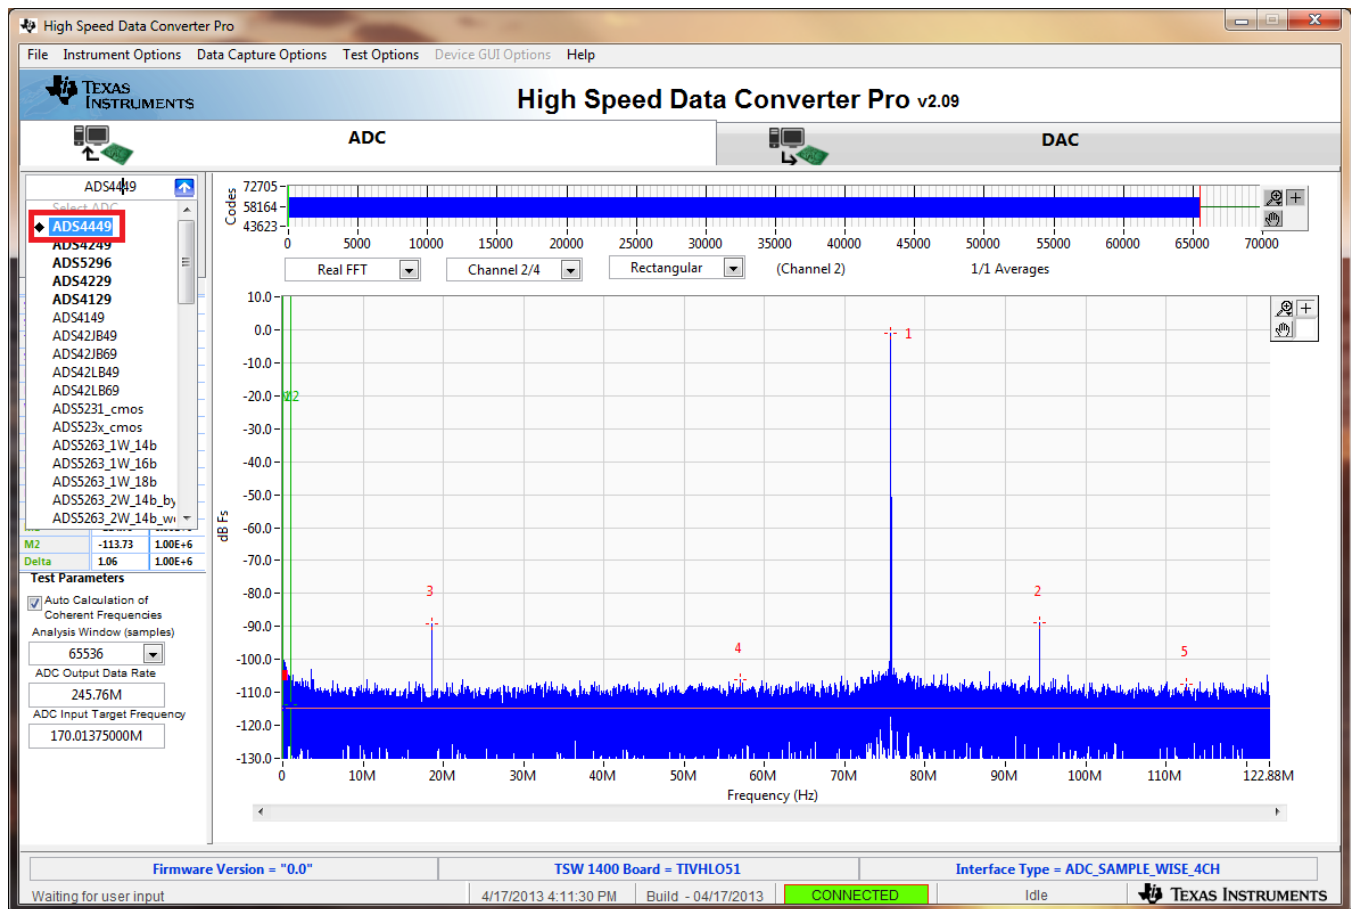 High Speed Data Converter Pro
File Instrument Options Data Capture Options Test Options Device GUI Options Help
TEXAS INSTRUMENTS
High Speed Data Converter Pro v2.09
ADC
DAC
ADS4449
Select ADC
ADS4449
ADS4249
ADS5296
ADS4229
ADS4129
ADS4149
ADS42JB49
ADS42JB69
ADS42LB49
ADS42LB69
ADS5231_cmos
ADS523x_cmos
ADS5263_1W_14b
ADS5263_1W_16b
ADS5263_1W_18b
ADS5263_2W_14b_by
ADS5263_2W_14b_w
M2 -113.73 1.00E+6
Delta 1.06 1.00E+6
Test Parameters
Auto Calculation of
Coherent Frequencies
Analysis Window (samples)
65536
ADC Output Data Rate
245.76M
ADC Input Target Frequency
170.01375000M
Codes
72705
58164
43623
0 5000 10000 15000 20000 25000 30000 35000 40000 45000 50000 55000 60000 65000 70000
Real FFT Channel 2/4 Rectangular (Channel 2) 1/1 Averages
dB Fs
10.0
0.0
-10.0
-20.0
-30.0
-40.0
-50.0
-60.0
-70.0
-80.0
-90.0
-100.0
-110.0
-120.0
-130.0
1
2
3
4
5
0 10M 20M 30M 40M 50M 60M 70M 80M 90M 100M 110M 122.88M
Frequency (Hz)
Firmware Version = "0.0" TSW 1400 Board = TIVHLO51 Interface Type = ADC_SAMPLE_WISE_4CH
Waiting for user input 4/17/2013 4:11:30 PM Build - 04/17/2013 CONNECTED Idle TEXAS INSTRUMENTS